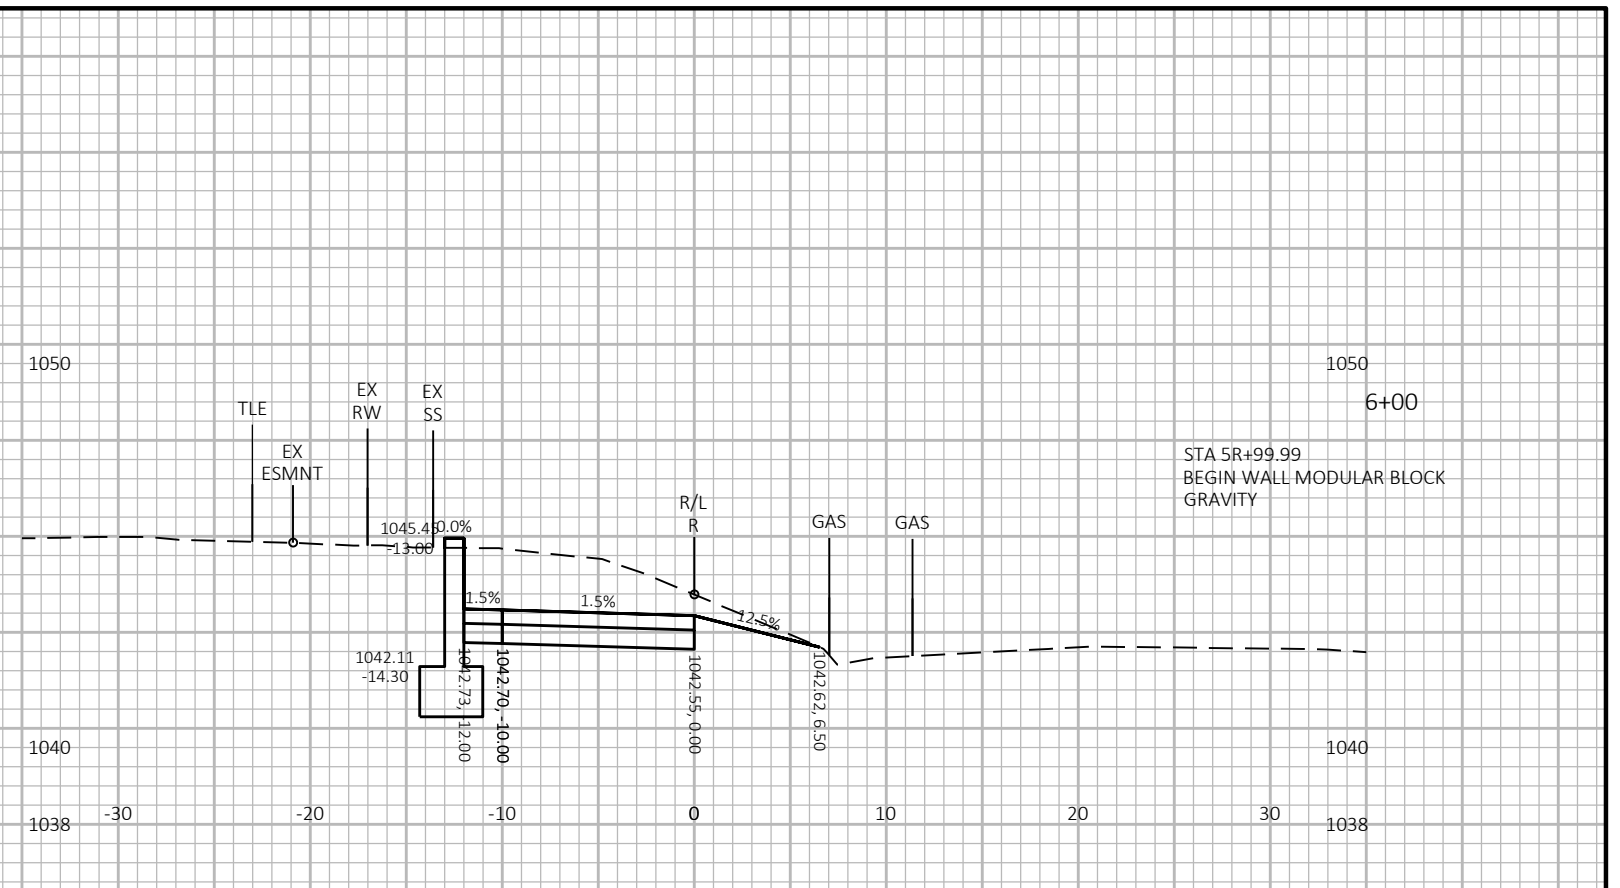 1050
1050
6+00
EX
RW
EX
SS
TLE
EX
ESMNT
STA 5R+99.99
BEGIN WALL MODULAR BLOCK
GRAVITY
R/L
R
GAS
GAS
1045.45
-13.00
0.0%
1.5%
1.5%
12.5%
1042.11
-14.30
1042.73, -12.00
1042.70, -10.00
1042.55, 0.00
1042.62, 6.50
1040
1040
-30
-20
-10
0
10
20
30
1038
1038